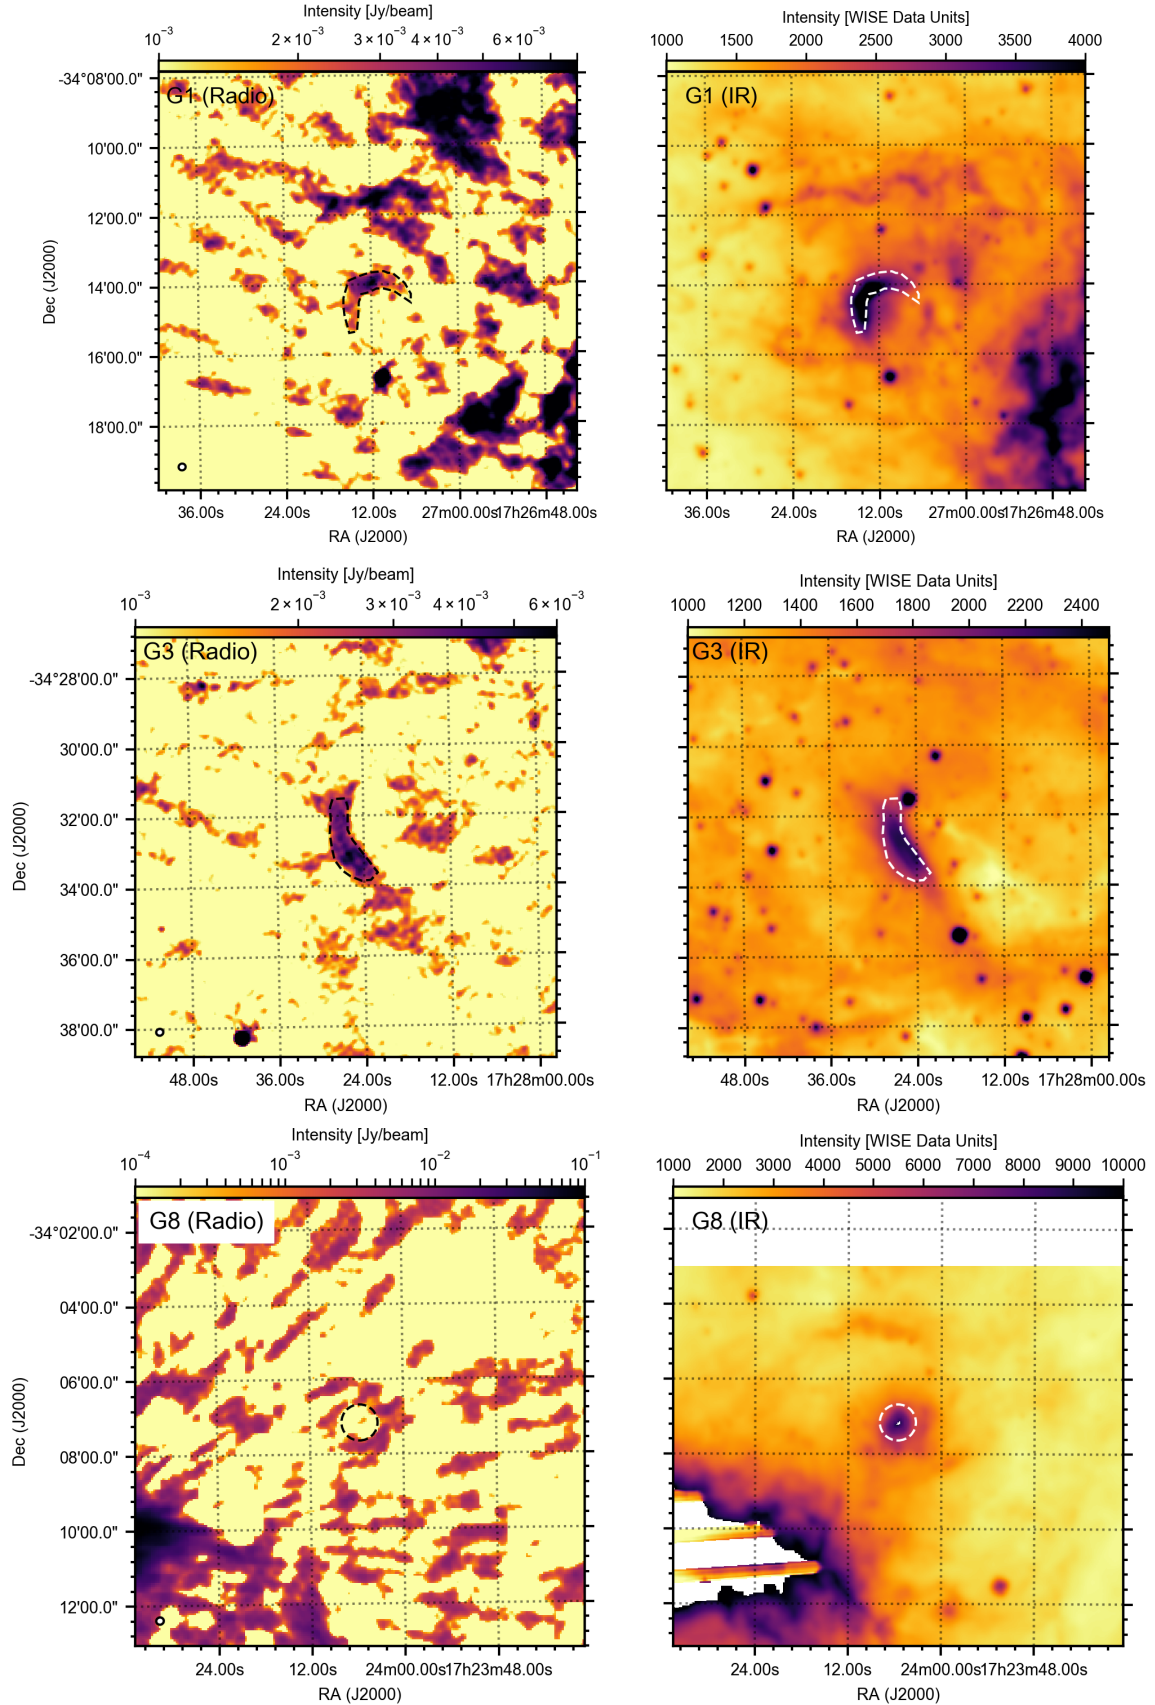 Intensity [Jy/beam]
10⁻³ 2 × 10⁻³ 3 × 10⁻³ 4 × 10⁻³ 6 × 10⁻³
G1 (Radio)
-34°08'00.0"
10'00.0"
12'00.0"
14'00.0"
16'00.0"
18'00.0"
Dec (J2000)
36.00s 24.00s 12.00s 27m00.00s 17h26m48.00s
RA (J2000)
Intensity [WISE Data Units]
1000 1500 2000 2500 3000 3500 4000
G1 (IR)
36.00s 24.00s 12.00s 27m00.00s 17h26m48.00s
RA (J2000)
Intensity [Jy/beam]
10⁻³ 2 × 10⁻³ 3 × 10⁻³ 4 × 10⁻³ 6 × 10⁻³
G3 (Radio)
-34°28'00.0"
30'00.0"
32'00.0"
34'00.0"
36'00.0"
38'00.0"
Dec (J2000)
48.00s 36.00s 24.00s 12.00s 17h28m00.00s
RA (J2000)
Intensity [WISE Data Units]
1000 1200 1400 1600 1800 2000 2200 2400
G3 (IR)
48.00s 36.00s 24.00s 12.00s 17h28m00.00s
RA (J2000)
Intensity [Jy/beam]
10⁻⁴ 10⁻³ 10⁻² 10⁻¹
G8 (Radio)
-34°02'00.0"
04'00.0"
06'00.0"
08'00.0"
10'00.0"
12'00.0"
Dec (J2000)
24.00s 12.00s 24m00.00s 17h23m48.00s
RA (J2000)
Intensity [WISE Data Units]
1000 2000 3000 4000 5000 6000 7000 8000 9000 10000
G8 (IR)
24.00s 12.00s 24m00.00s 17h23m48.00s
RA (J2000)